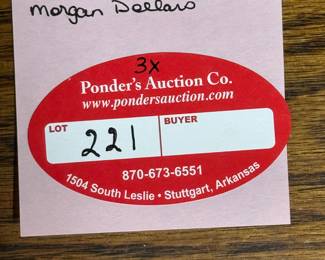 Morgan Dollars
3x
Ponder's Auction Co.
www.pondersauction.com
LOT
BUYER
221
870-673-6551
1504 South Leslie • Stuttgart, Arkansas